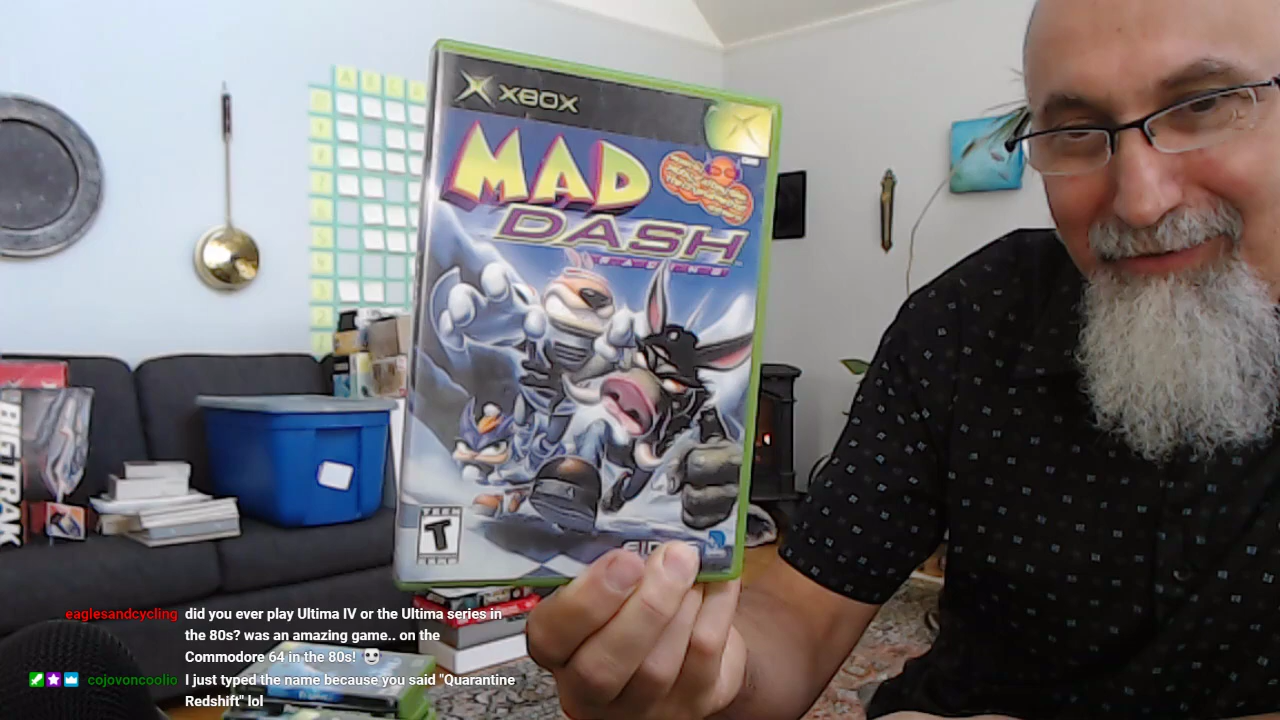 XBOX
MAD
DASH
RACING
TEEN
T
BIGTRAK
eaglesandcycling did you ever play Ultima IV or the Ultima series in
the 80s? was an amazing game.. on the
Commodore 64 in the 80s!
cojovoncoolio I just typed the name because you said "Quarantine
Redshift" lol